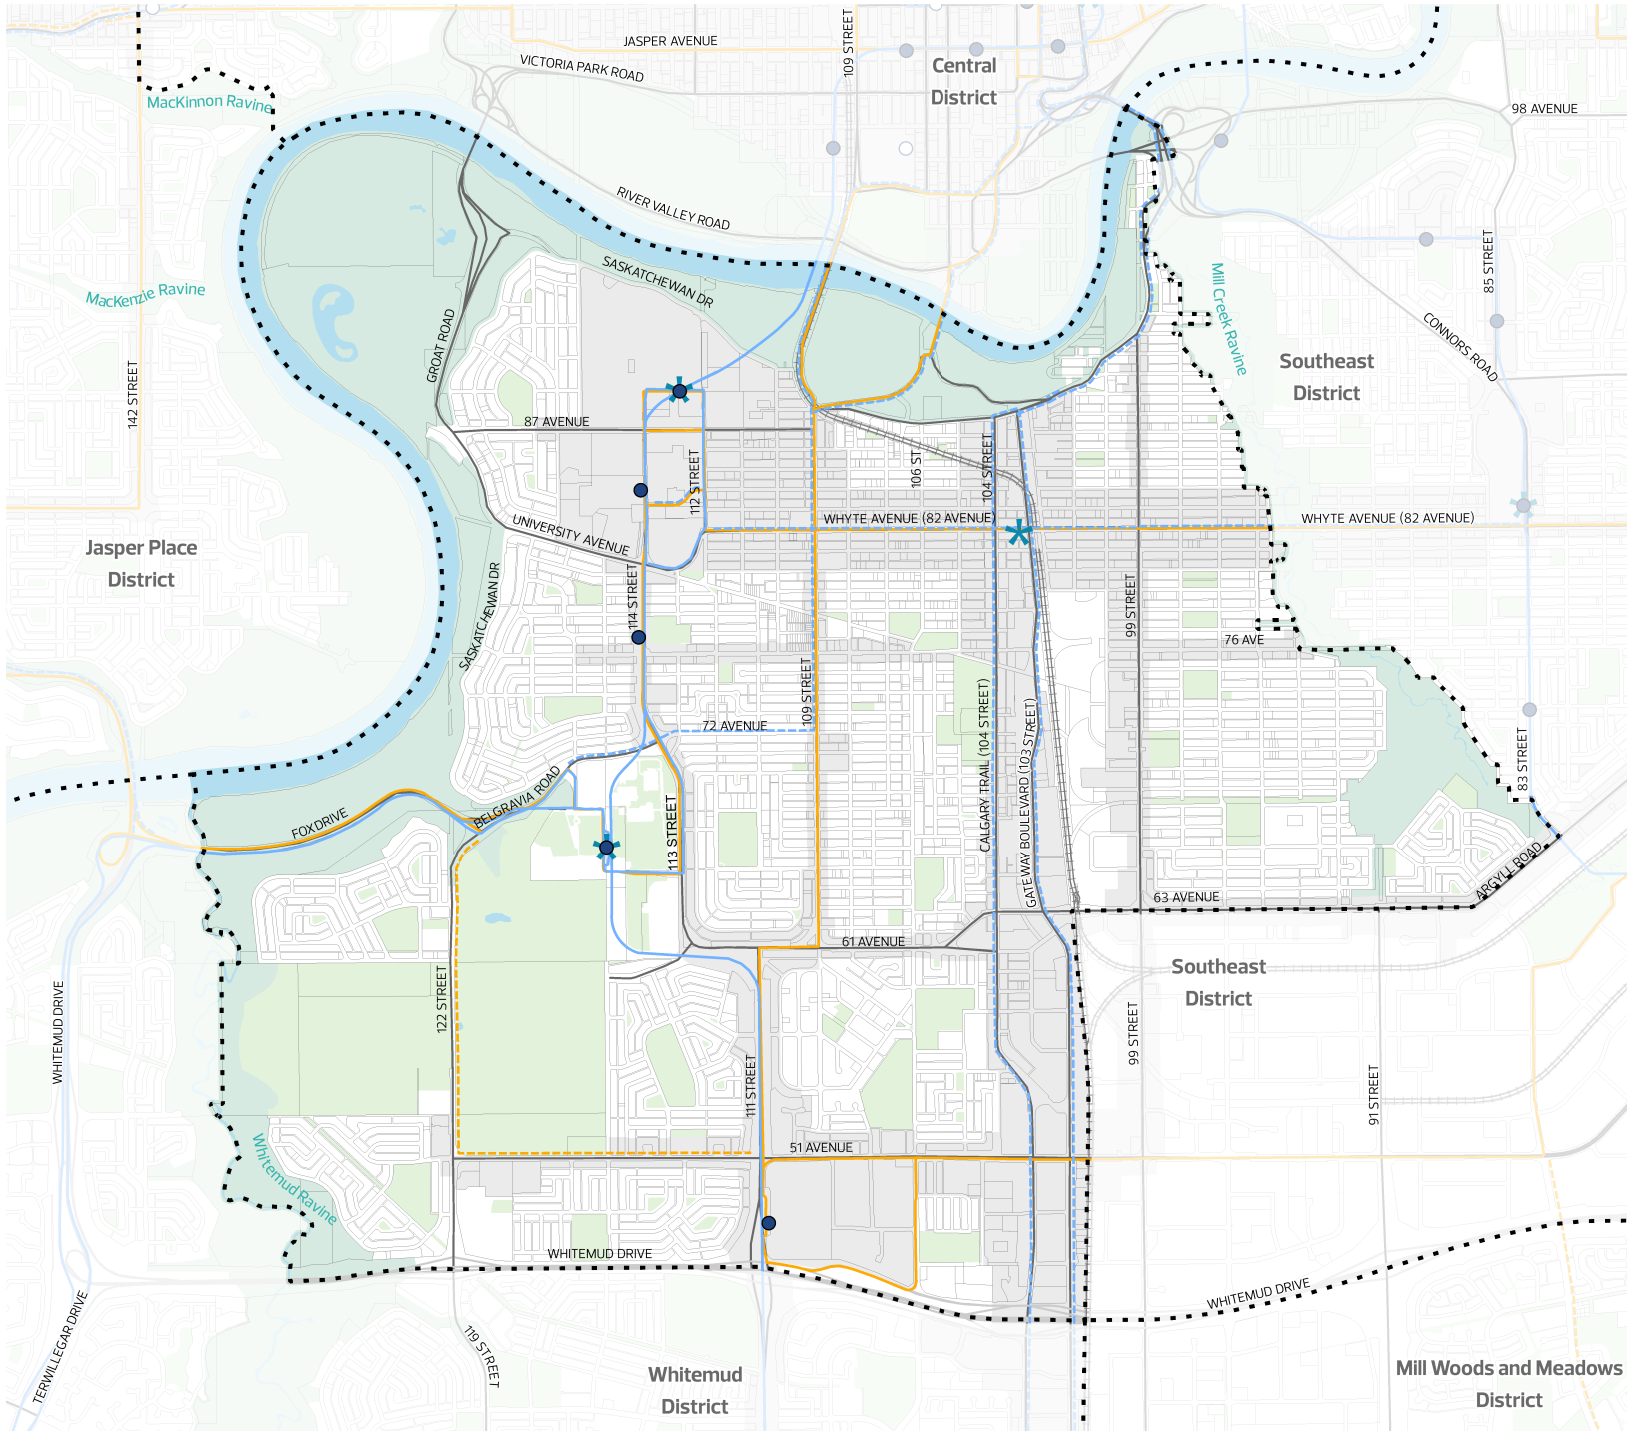 JASPER AVENUE
109 STREET
VICTORIA PARK ROAD
Central
District
MacKinnon Ravine
98 AVENUE
RIVER VALLEY ROAD
SASKATCHEWAN DR
MacKenzie Ravine
Mill Creek Ravine
85 STREET
CONNORS ROAD
GROAT ROAD
142 STREET
Southeast
District
87 AVENUE
112 STREET
106 ST.
104 STREET
WHYTE AVENUE (82 AVENUE)
WHYTE AVENUE (82 AVENUE)
UNIVERSITY AVENUE
Jasper Place
District
SASKATCHEWAN DR
114 STREET
99 STREET
76 AVE
109 STREET
72 AVENUE
CALGARY TRAIL (104 STREET)
GATEWAY BOULEVARD (103 STREET)
83 STREET
BELGRAVIA ROAD
FOX DRIVE
113 STREET
ARGYLL ROAD
63 AVENUE
61 AVENUE
Southeast
District
122 STREET
WHITEMUD DRIVE
99 STREET
111 STREET
91 STREET
51 AVENUE
Whitemud Ravine
WHITEMUD DRIVE
WHITEMUD DRIVE
TERWILLEGAR DRIVE
119 STREET
Whitemud
District
Mill Woods and Meadows
District